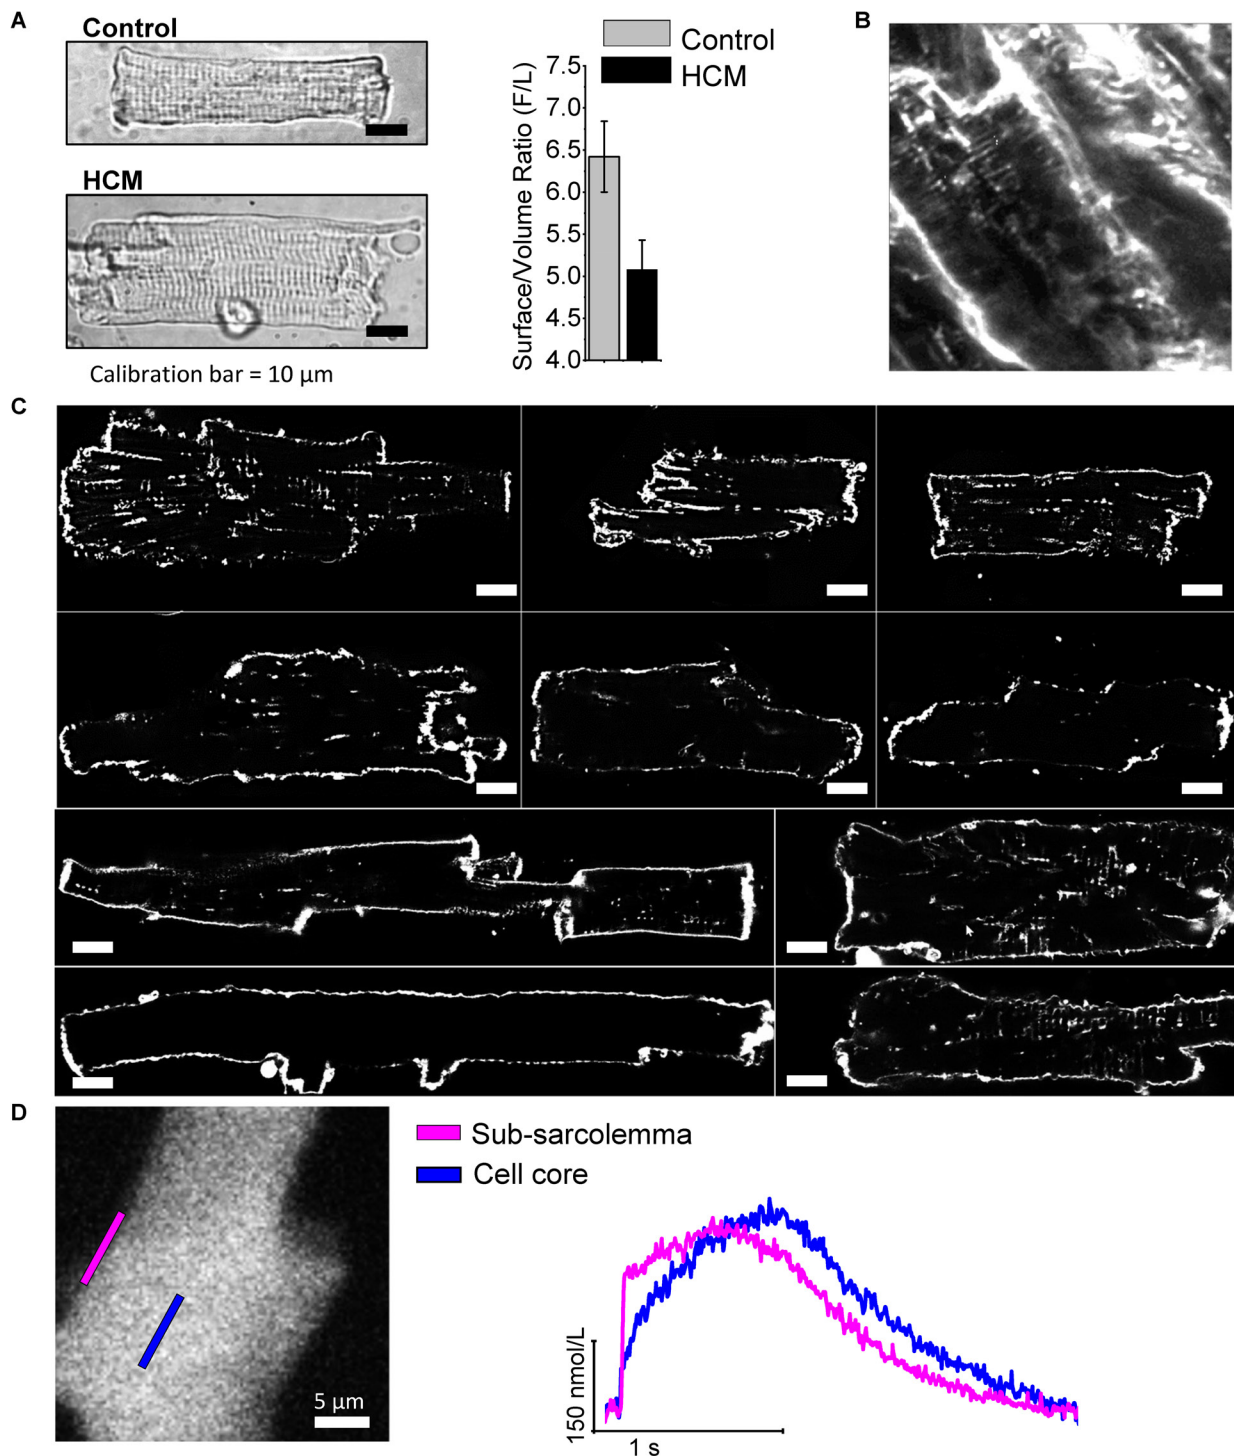 A
Control
HCM
Calibration bar = 10 µm
Control
HCM
Surface/Volume Ratio (F/L)
7.5
7.0
6.5
6.0
5.5
5.0
4.5
4.0
B
C
D
5 µm
Sub-sarcolemma
Cell core
150 nmol/L
1 s